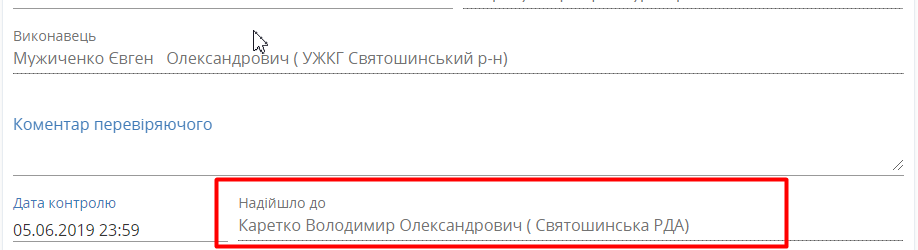 Виконавець
Мужиченко Євген Олександрович ( УЖКГ Святошинський р-н)
Коментар перевіряючого
Дата контролю
05.06.2019 23:59
Надійшло до
Каретко Володимир Олександрович ( Святошинська РДА)